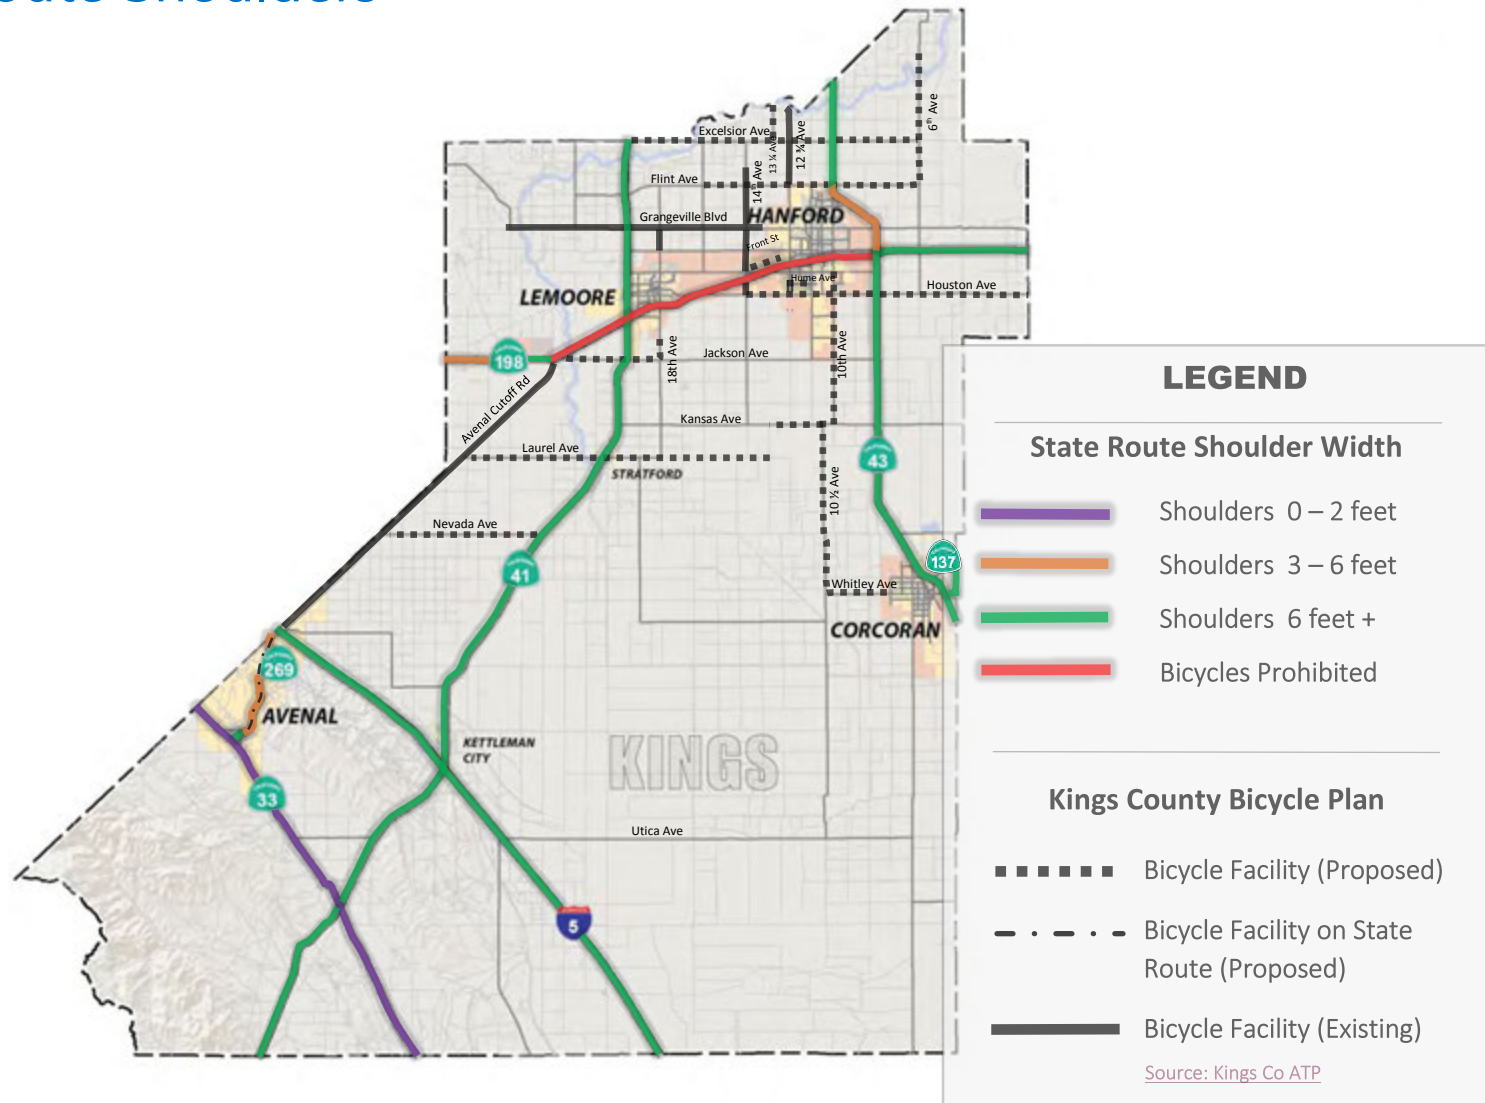 Excelsior Ave
13 ¼ Ave
12 ¾ Ave
6th Ave
Flint Ave
14th Ave
Grangeville Blvd
HANFORD
Front St
Hume Ave
LEMOORE
Houston Ave
198
18th Ave
Jackson Ave
10th Ave
Avenal Cutoff Rd
Kansas Ave
Laurel Ave
STRATFORD
43
10 ½ Ave
Nevada Ave
41
137
Whitley Ave
CORCORAN
269
AVENAL
KETTLEMAN
CITY
KINGS
33
Utica Ave
5
LEGEND
State Route Shoulder Width
Shoulders 0 – 2 feet
Shoulders 3 – 6 feet
Shoulders 6 feet +
Bicycles Prohibited
Kings County Bicycle Plan
Bicycle Facility (Proposed)
Bicycle Facility on State
Route (Proposed)
Bicycle Facility (Existing)
Source: Kings Co ATP